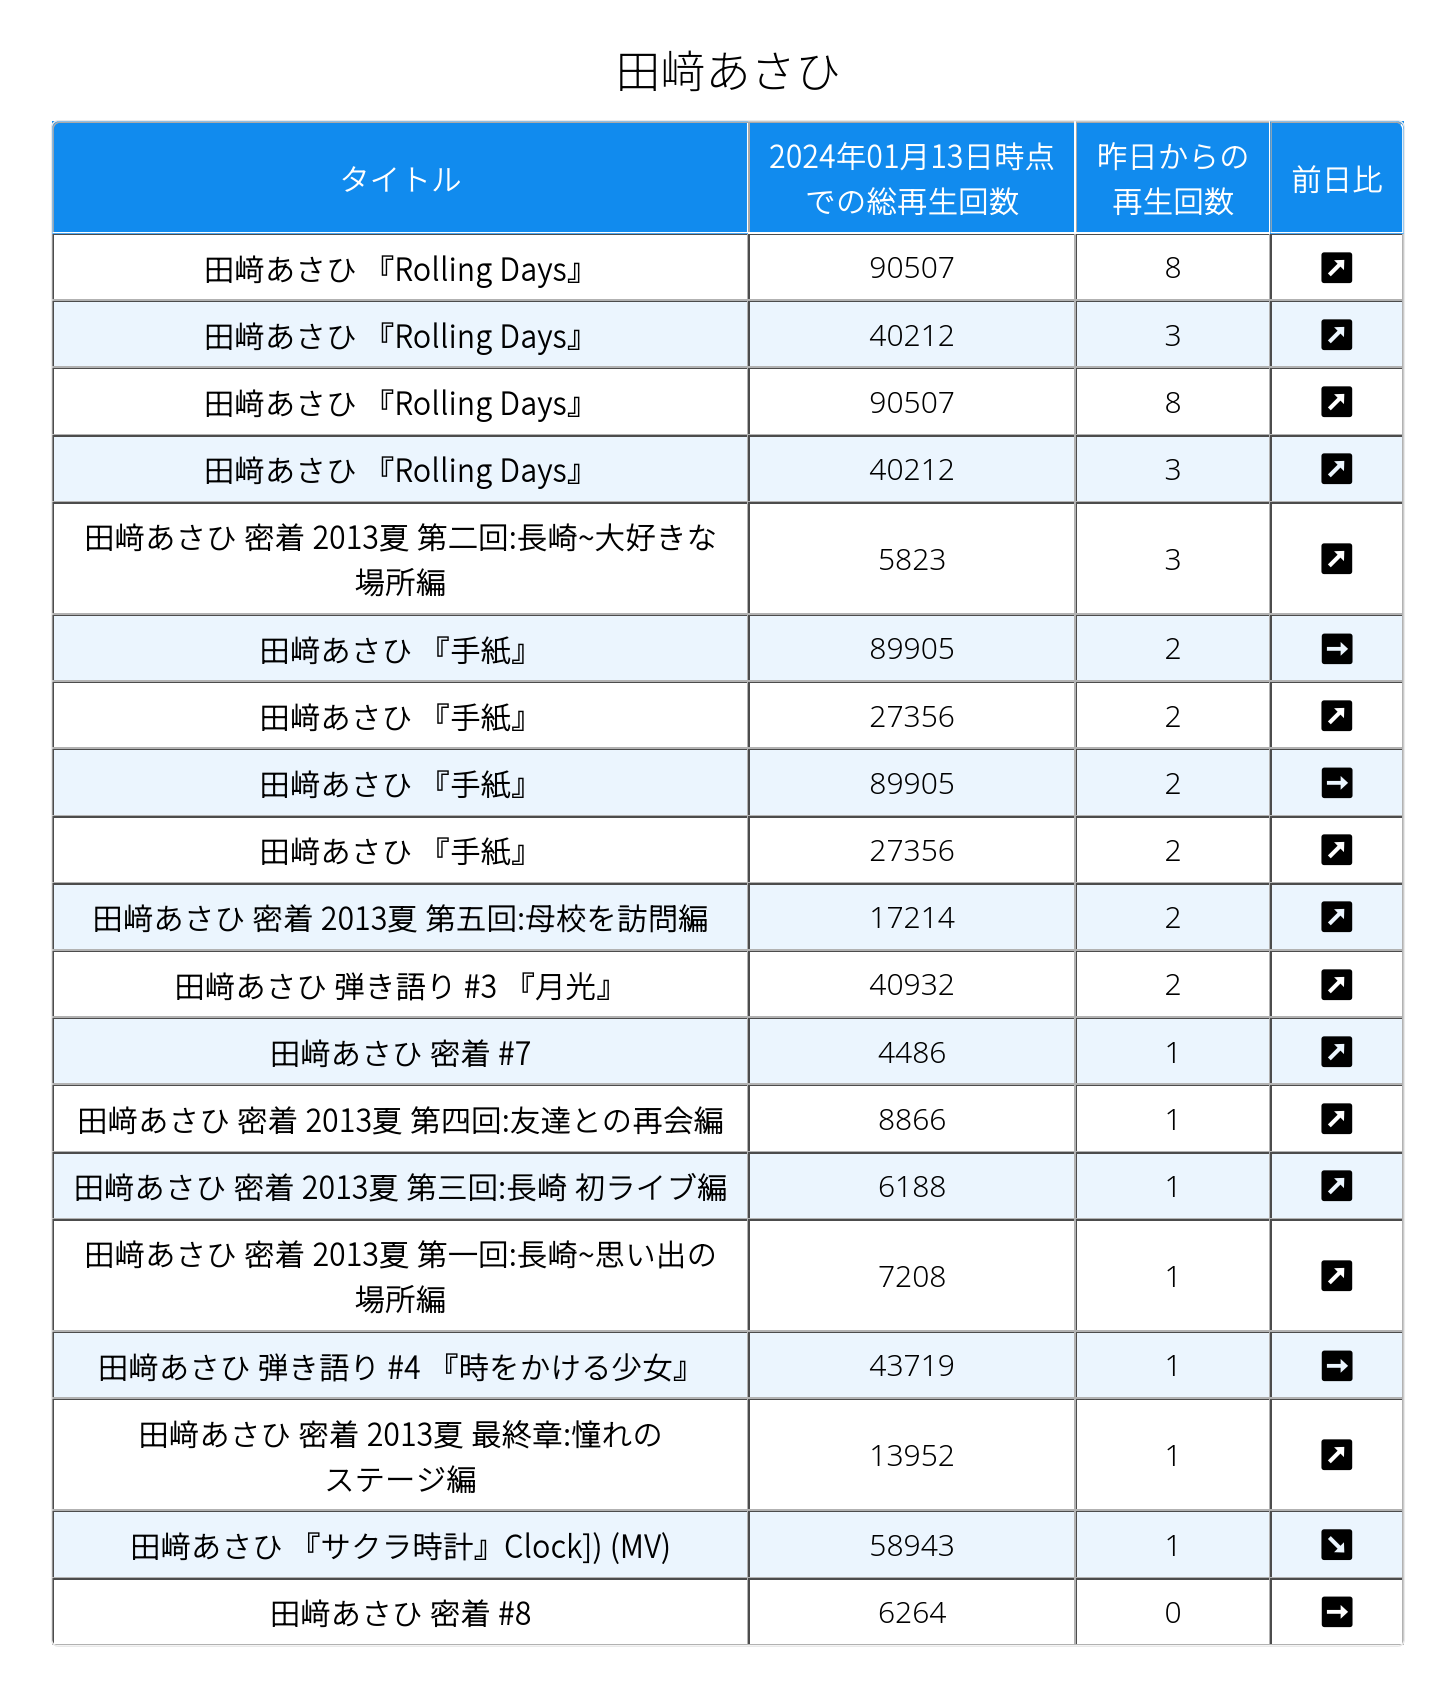 田﨑あさひ
タイトル
2024年01月13日時点
での総再生回数
昨日からの
再生回数
前日比
田﨑あさひ 『Rolling Days』 90507 8
田﨑あさひ 『Rolling Days』 40212 3
田﨑あさひ 『Rolling Days』 90507 8
田﨑あさひ 『Rolling Days』 40212 3
田﨑あさひ 密着 2013夏 第二回:長崎~大好きな
場所編 5823 3
田﨑あさひ 『手紙』 89905 2
田﨑あさひ 『手紙』 27356 2
田﨑あさひ 『手紙』 89905 2
田﨑あさひ 『手紙』 27356 2
田﨑あさひ 密着 2013夏 第五回:母校を訪問編 17214 2
田﨑あさひ 弾き語り #3 『月光』 40932 2
田﨑あさひ 密着 #7 4486 1
田﨑あさひ 密着 2013夏 第四回:友達との再会編 8866 1
田﨑あさひ 密着 2013夏 第三回:長崎 初ライブ編 6188 1
田﨑あさひ 密着 2013夏 第一回:長崎~思い出の
場所編 7208 1
田﨑あさひ 弾き語り #4 『時をかける少女』 43719 1
田﨑あさひ 密着 2013夏 最終章:憧れの
ステージ編 13952 1
田﨑あさひ 『サクラ時計』Clock]) (MV) 58943 1
田﨑あさひ 密着 #8 6264 0